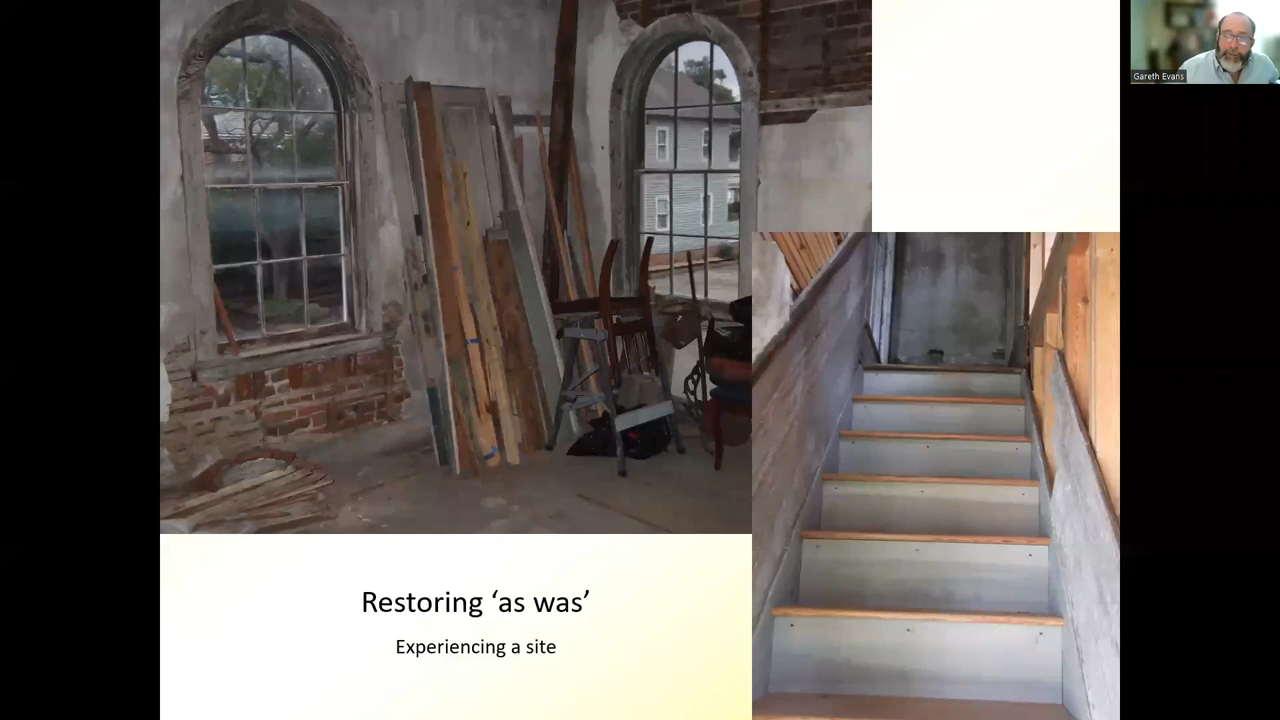 Gareth Evans
Restoring ‘as was’
Experiencing a site